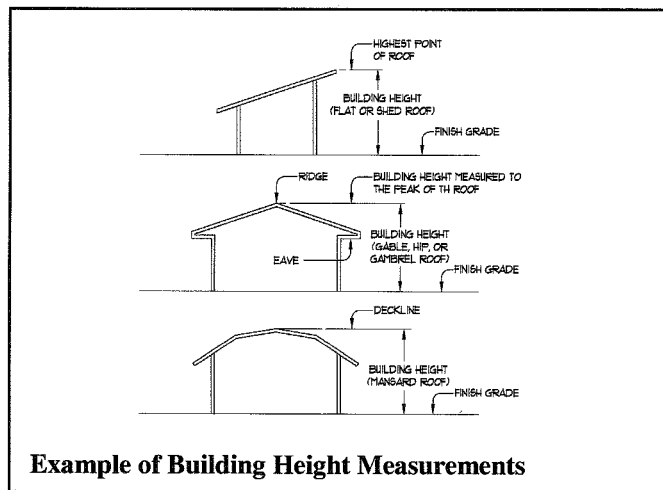 HIGHEST POINT
OF ROOF
BUILDING HEIGHT
(FLAT OR SHED ROOF)
FINISH GRADE
RIDGE
BUILDING HEIGHT MEASURED TO
THE PEAK OF TH ROOF
BUILDING HEIGHT
(GABLE, HIP, OR
GAMBREL ROOF)
EAVE
FINISH GRADE
DECKLINE
BUILDING HEIGHT
(MANSARD ROOF)
FINISH GRADE
Example of Building Height Measurements